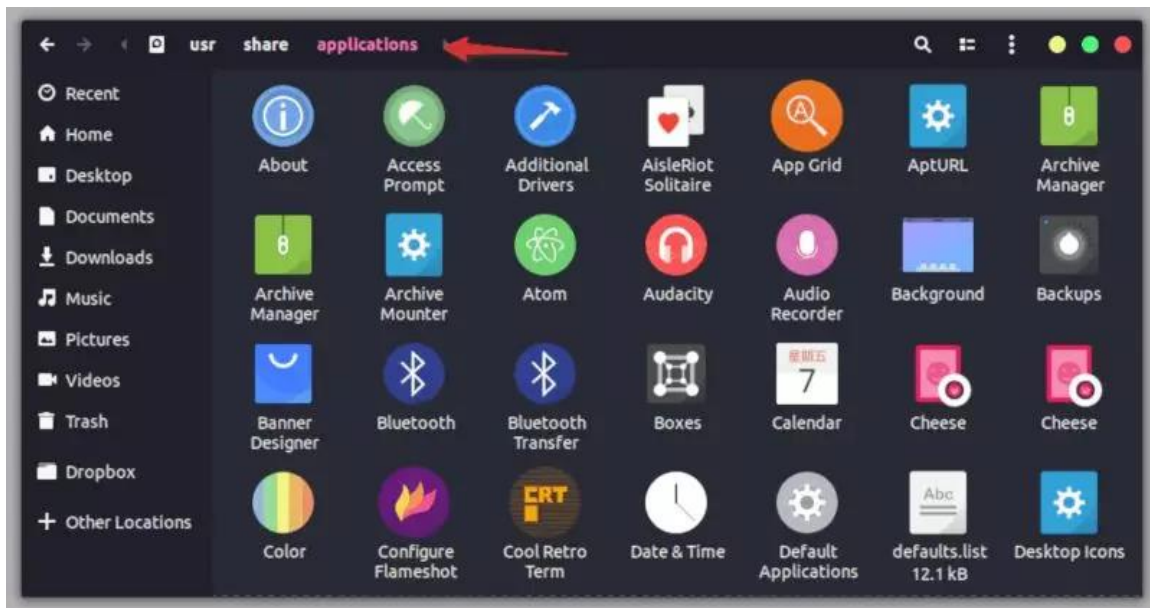 usr share applications
Recent
Home
Desktop
Documents
Downloads
Music
Pictures
Videos
Trash
Dropbox
Other Locations
About
Access
Prompt
Additional
Drivers
AisleRiot
Solitaire
App Grid
AptURL
Archive
Manager
Archive
Manager
Archive
Mounter
Atom
Audacity
Audio
Recorder
Background
Backups
Banner
Designer
Bluetooth
Bluetooth
Transfer
Boxes
星期五
7
Calendar
Cheese
Cheese
Color
Configure
Flameshot
CRT
Cool Retro
Term
Date & Time
Default
Applications
Abc
defaults.list
12.1 kB
Desktop Icons